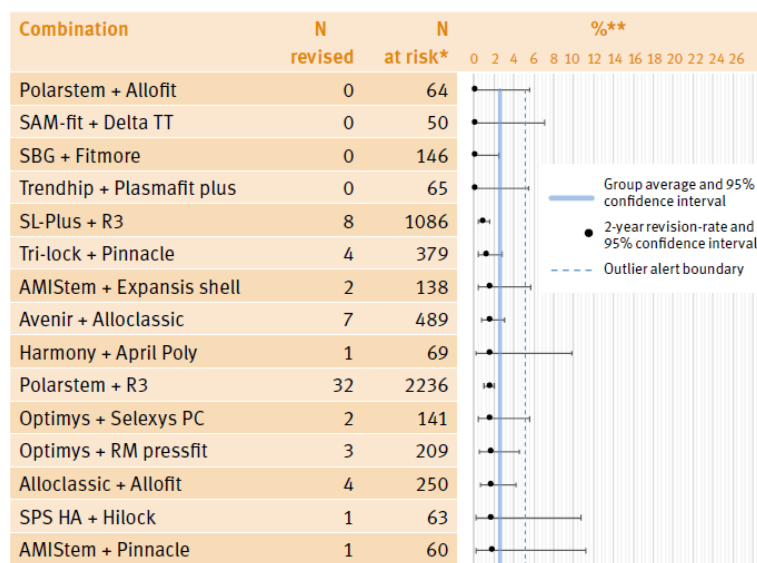 Combination N N %**
revised at risk* 0 2 4 6 8 10 12 14 16 18 20 22 24 26
Polarstem + Allofit 0 64
SAM-fit + Delta TT 0 50
SBG + Fitmore 0 146
Trendhip + Plasmafit plus 0 65
SL-Plus + R3 8 1086
Tri-lock + Pinnacle 4 379
AMIStem + Expansis shell 2 138
Avenir + Alloclassic 7 489
Harmony + April Poly 1 69
Polarstem + R3 32 2236
Optimys + Selexys PC 2 141
Optimys + RM pressfit 3 209
Alloclassic + Allofit 4 250
SPS HA + Hilock 1 63
AMIStem + Pinnacle 1 60
Group average and 95%
confidence interval
2-year revision-rate and
95% confidence interval
Outlier alert boundary